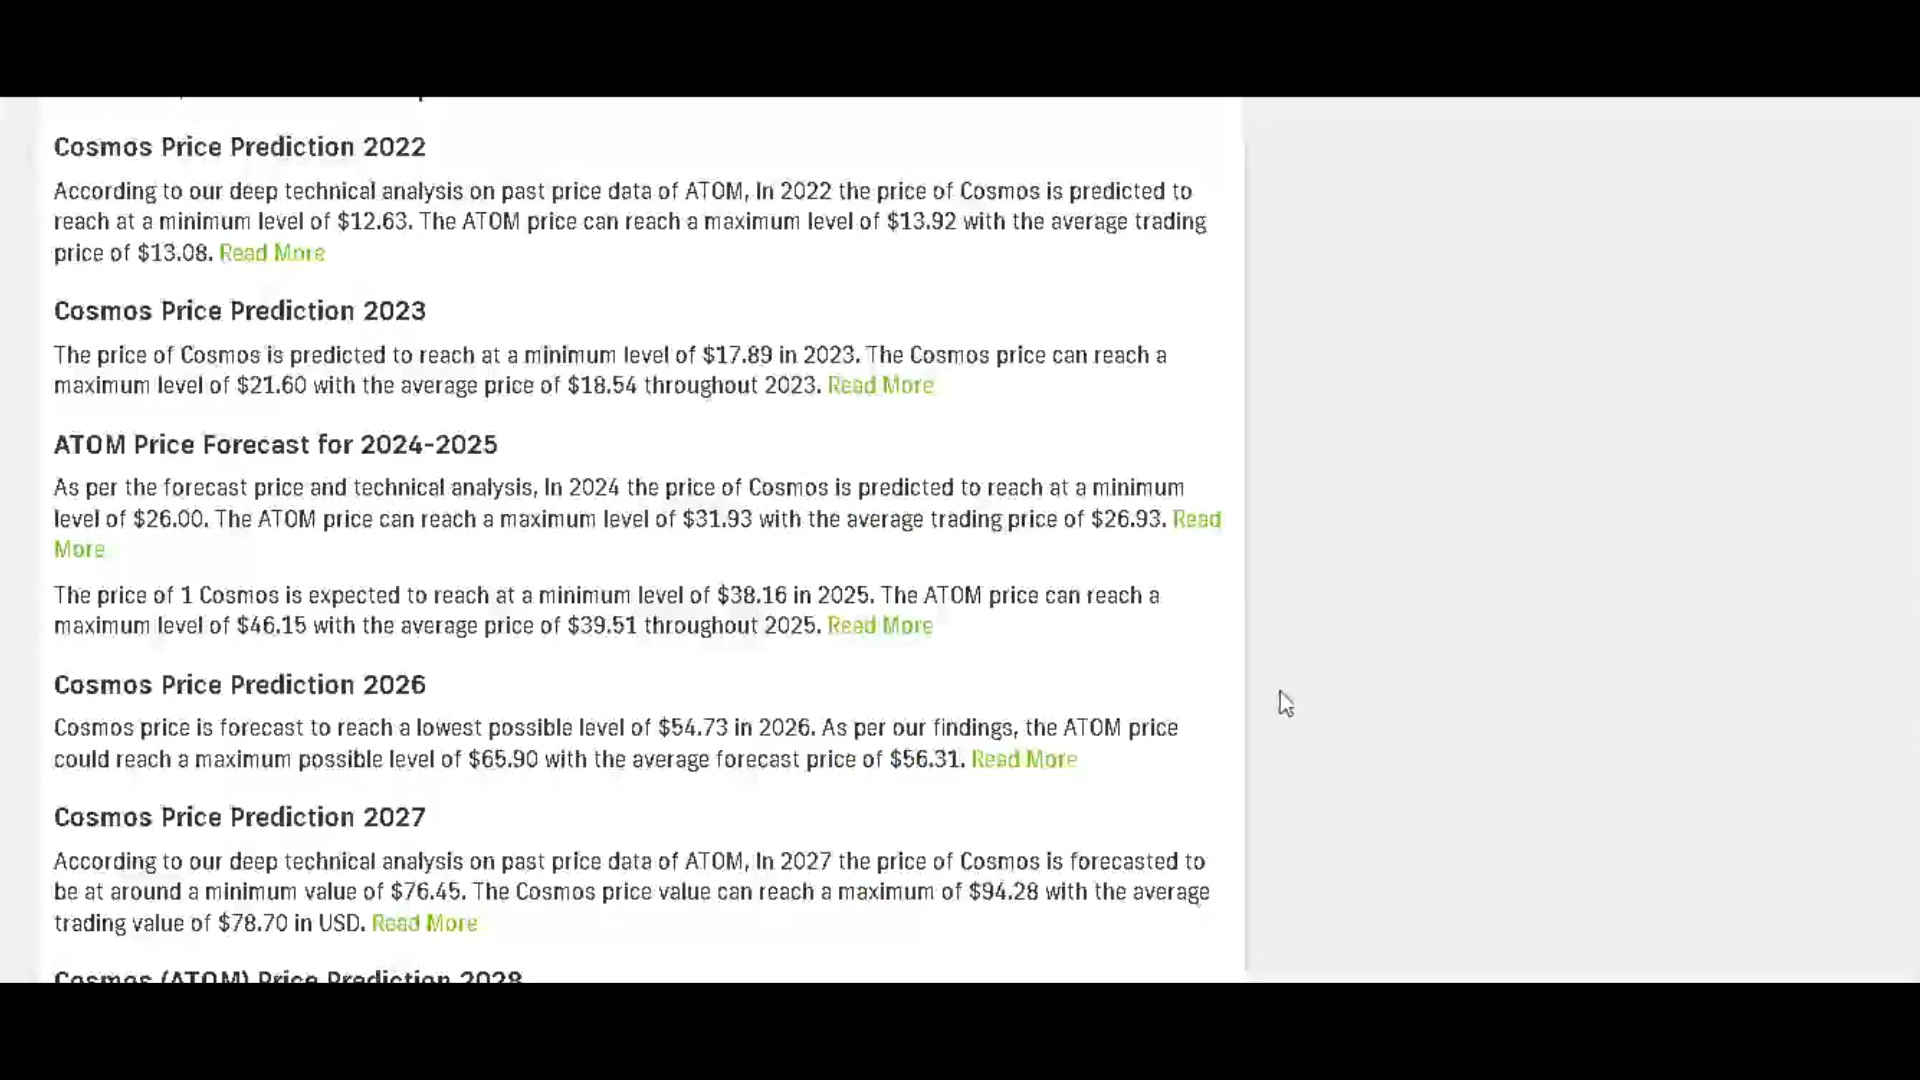 Cosmos Price Prediction 2022
According to our deep technical analysis on past price data of ATOM, In 2022 the price of Cosmos is predicted to
reach at a minimum level of $12.63. The ATOM price can reach a maximum level of $13.92 with the average trading
price of $13.08. Read More
Cosmos Price Prediction 2023
The price of Cosmos is predicted to reach at a minimum level of $17.89 in 2023. The Cosmos price can reach a
maximum level of $21.60 with the average price of $18.54 throughout 2023. Read More
ATOM Price Forecast for 2024-2025
As per the forecast price and technical analysis, In 2024 the price of Cosmos is predicted to reach at a minimum
level of $26.00. The ATOM price can reach a maximum level of $31.93 with the average trading price of $26.93. Read
More
The price of 1 Cosmos is expected to reach at a minimum level of $38.16 in 2025. The ATOM price can reach a
maximum level of $46.15 with the average price of $39.51 throughout 2025. Read More
Cosmos Price Prediction 2026
Cosmos price is forecast to reach a lowest possible level of $54.73 in 2026. As per our findings, the ATOM price
could reach a maximum possible level of $65.90 with the average forecast price of $56.31. Read More
Cosmos Price Prediction 2027
According to our deep technical analysis on past price data of ATOM, In 2027 the price of Cosmos is forecasted to
be at around a minimum value of $76.45. The Cosmos price value can reach a maximum of $94.28 with the average
trading value of $78.70 in USD. Read More
Cosmos (ATOM) Price Prediction 2028